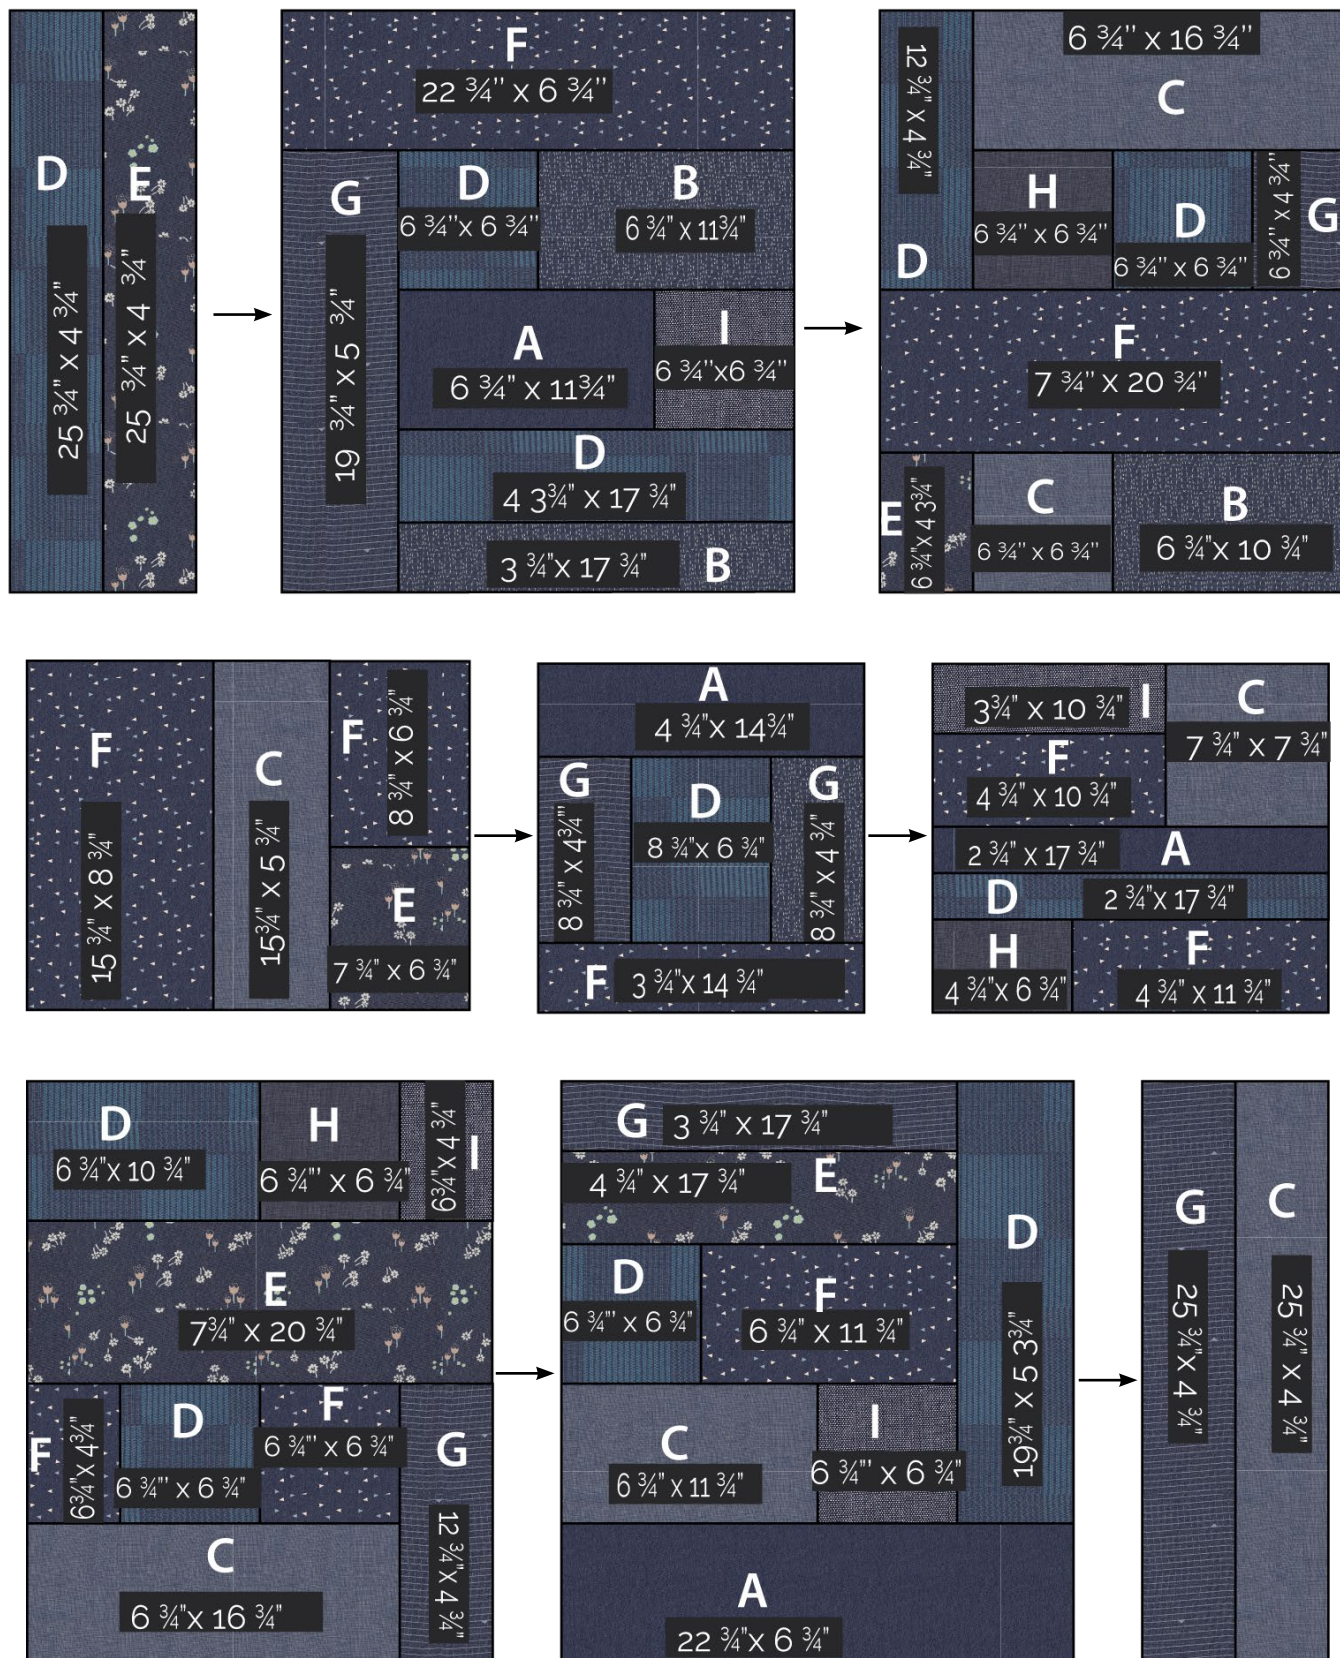 D
25 ¾" x 4 ¾"
E
25 ¾" x 4 ¾"
F
22 ¾'' x 6 ¾''
G
19 ¾" x 5 ¾"
D
6 ¾'' x 6 ¾''
B
6 ¾" x 11¾"
A
6 ¾" x 11¾"
I
6 ¾''x6 ¾''
D
4 3¾" x 17 ¾"
3 ¾"x 17 ¾"
B
12 ¾" x 4 ¾"
D
6 ¾'' x 16 ¾''
C
H
6 ¾'' x 6 ¾''
D
6 ¾'' x 6 ¾''
6 ¾'' x 4 ¾''
G
F
7 ¾'' x 20 ¾''
E
6 ¾"x 4 3¾"
C
6 ¾'' x 6 ¾''
B
6 ¾"x 10 ¾"
F
15 ¾" x 8 ¾"
C
15¾" x 5 ¾"
F
8 ¾" x 6 ¾"
E
7 ¾" x 6 ¾"
A
4 ¾"x 14¾"
G
8 ¾" x 4¾"'
D
8 ¾"x 6 ¾"
G
8 ¾"x 4 ¾"
F
3 ¾"x 14 ¾"
3¾" x 10 ¾"
I
C
7 ¾"x 7 ¾"
F
4 ¾"x 10 ¾"
2 ¾"x 17 ¾"
A
D
2 ¾"x 17 ¾"
H
4 ¾"x 6 ¾"
F
4 ¾"x 11 ¾"
D
6 ¾"x 10 ¾"
H
6 ¾"' x 6 ¾"
6¾"x 4 ¾"
I
E
7¾" x 20 ¾"
F
6¾"x 4¾"
D
6 ¾"' x 6 ¾"
F
6 ¾"' x 6 ¾"
G
12 ¾"x 4 ¾"
C
6 ¾"x 16 ¾"
G
3 ¾" x 17 ¾"
4 ¾" x 17 ¾"
E
D
19¾" x 5 3¾"
D
6 ¾"' x 6 ¾"
F
6 ¾" x 11 ¾"
C
6 ¾"x 11 ¾"
I
6 ¾"' x 6 ¾"
A
22 ¾"x 6 ¾"
G
25 ¾"x 4 ¾"
C
25 ¾"x 4 ¾"